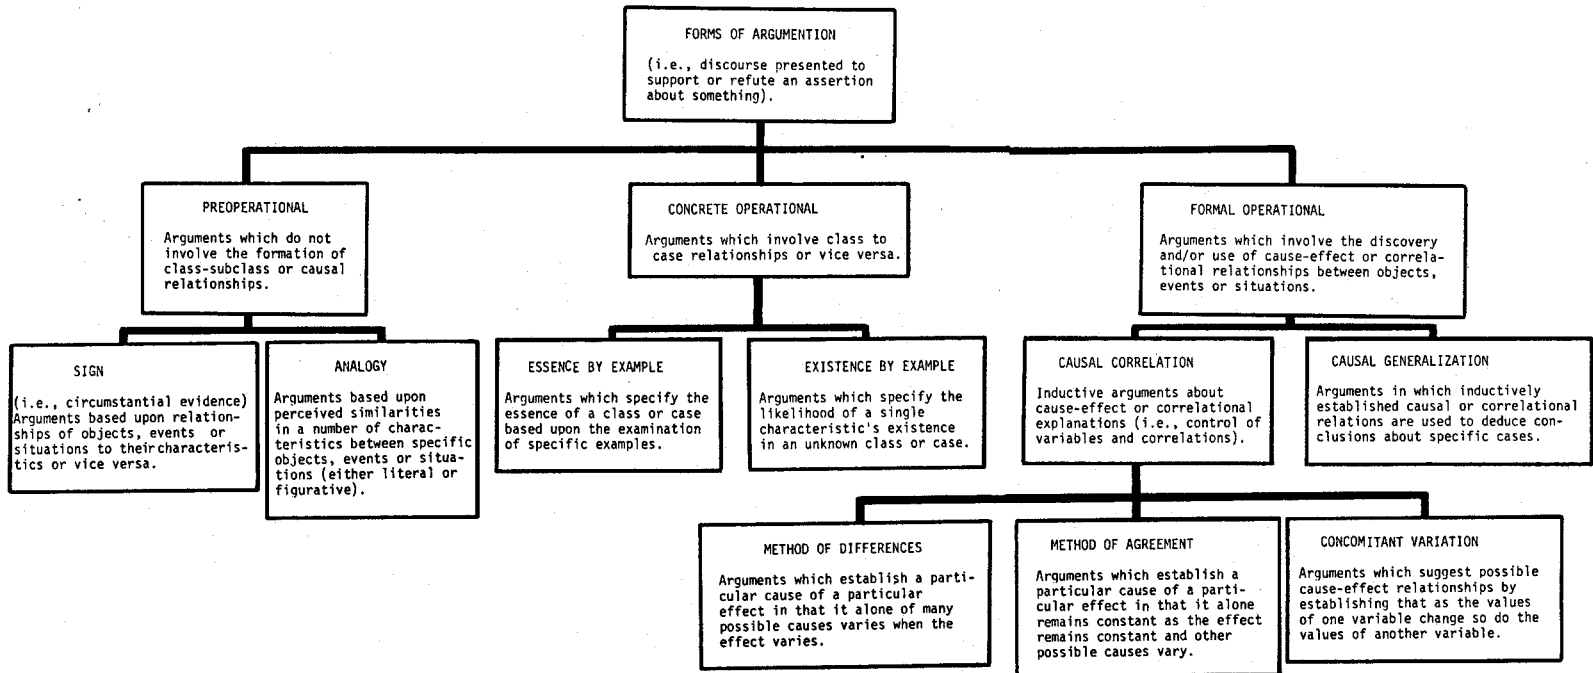 FORMS OF ARGUMENTION
(i.e., discourse presented to
support or refute an assertion
about something).
PREOPERATIONAL
Arguments which do not
involve the formation of
class-subclass or causal
relationships.
CONCRETE OPERATIONAL
Arguments which involve class to
case relationships or vice versa.
FORMAL OPERATIONAL
Arguments which involve the discovery
and/or use of cause-effect or correla-
tional relationships between objects,
events or situations.
SIGN
(i.e., circumstantial evidence)
Arguments based upon relation-
ships of objects, events or
situations to their characteris-
tics or vice versa.
ANALOGY
Arguments based upon
perceived similarities
in a number of charac-
teristics between specific
objects, events or situa-
tions (either literal or
figurative).
ESSENCE BY EXAMPLE
Arguments which specify the
essence of a class or case
based upon the examination
of specific examples.
EXISTENCE BY EXAMPLE
Arguments which specify the
likelihood of a single
characteristic's existence
in an unknown class or case.
CAUSAL CORRELATION
Inductive arguments about
cause-effect or correlational
explanations (i.e., control of
variables and correlations).
CAUSAL GENERALIZATION
Arguments in which inductively
established causal or correlational
relations are used to deduce con-
clusions about specific cases.
METHOD OF DIFFERENCES
Arguments which establish a parti-
cular cause of a particular
effect in that it alone of many
possible causes varies when the
effect varies.
METHOD OF AGREEMENT
Arguments which establish a
particular cause of a parti-
cular effect in that it alone
remains constant as the effect
remains constant and other
possible causes vary.
CONCOMITANT VARIATION
Arguments which suggest possible
cause-effect relationships by
establishing that as the values
of one variable change so do the
values of another variable.